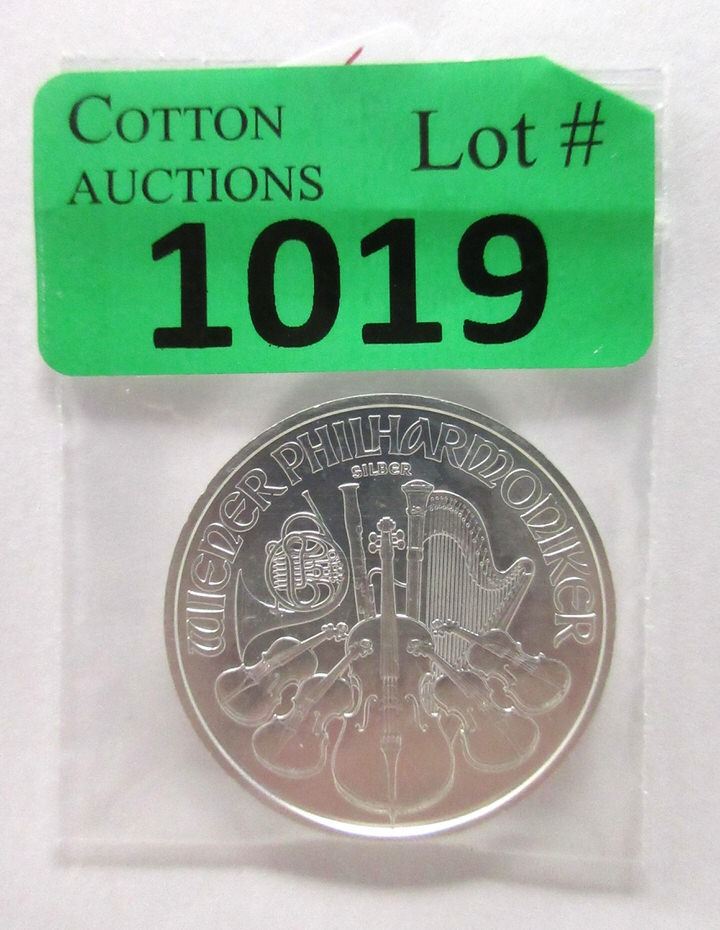 COTTON
AUCTIONS
Lot #
1019
WIENER PHILHARMONIKER
SILBER